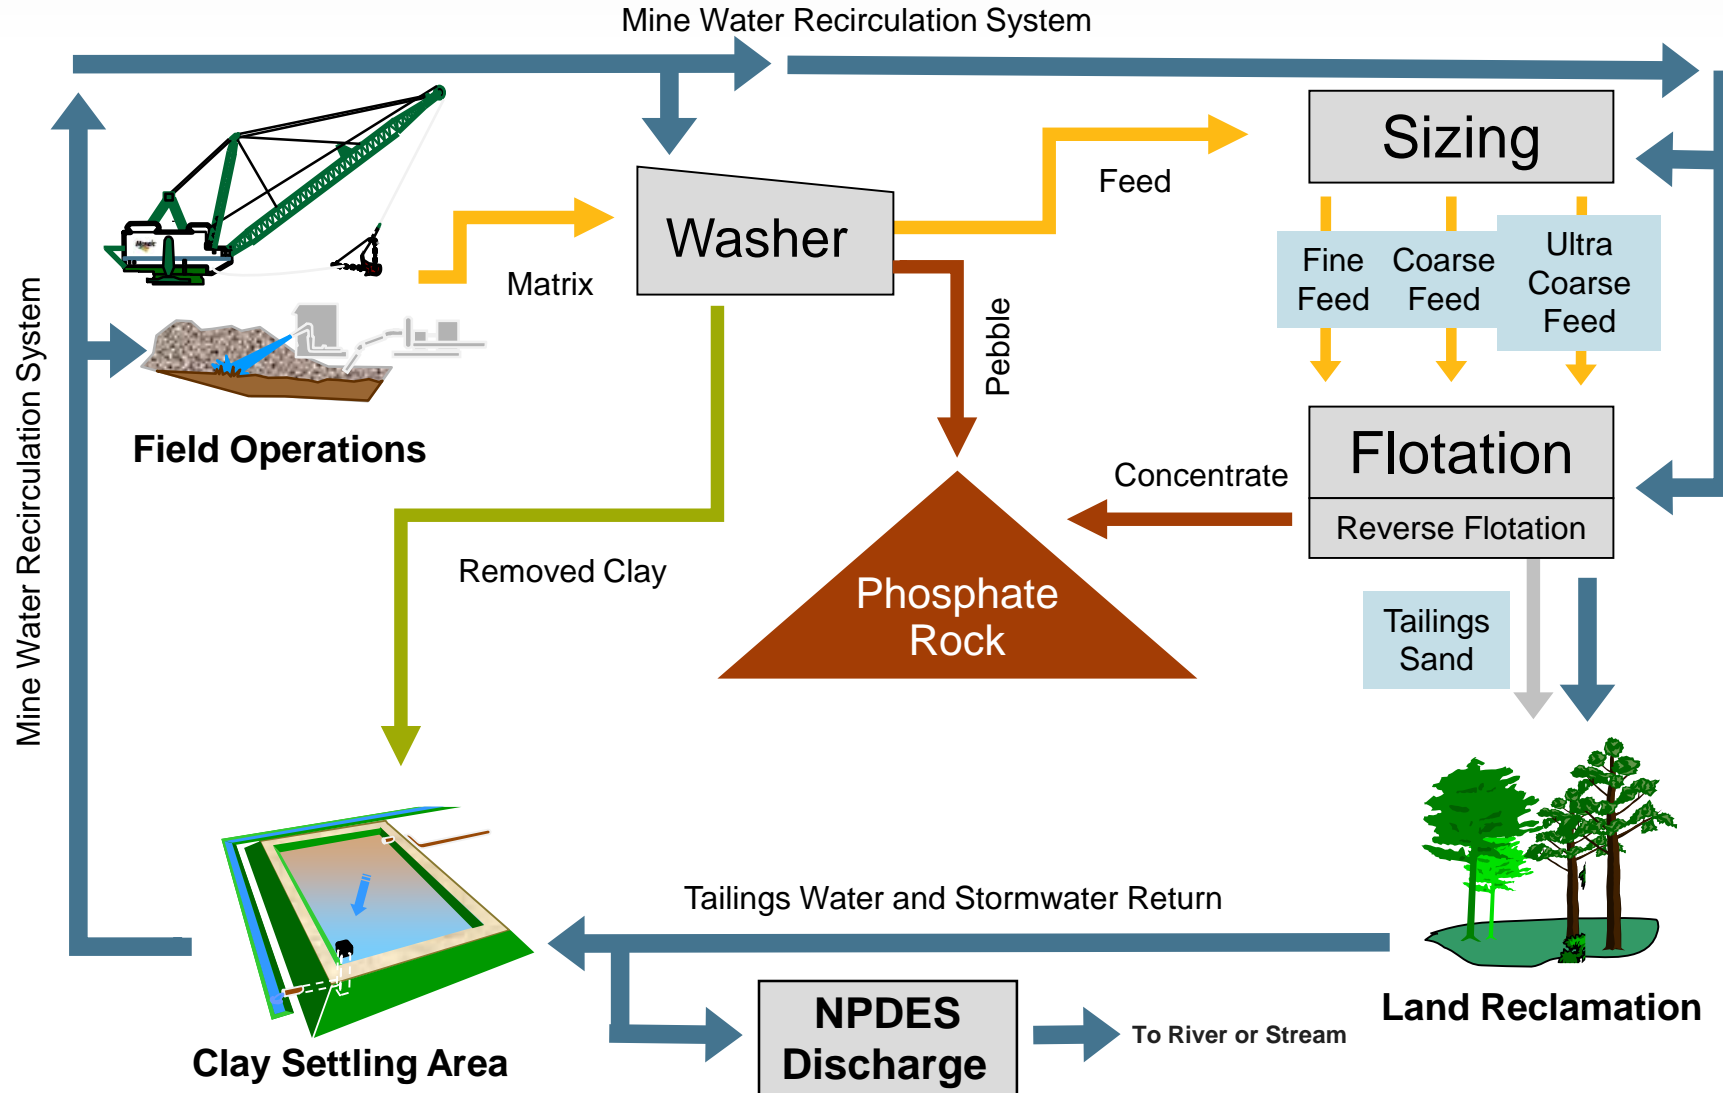 Mine Water Recirculation System
Sizing
Feed
Washer
Matrix
Mosaic
Fine
Feed
Coarse
Feed
Ultra
Coarse
Feed
Pebble
Mine Water Recirculation System
Field Operations
Flotation
Reverse Flotation
Concentrate
Removed Clay
Phosphate
Rock
Tailings
Sand
Tailings Water and Stormwater Return
Land Reclamation
NPDES
Discharge
To River or Stream
Clay Settling Area